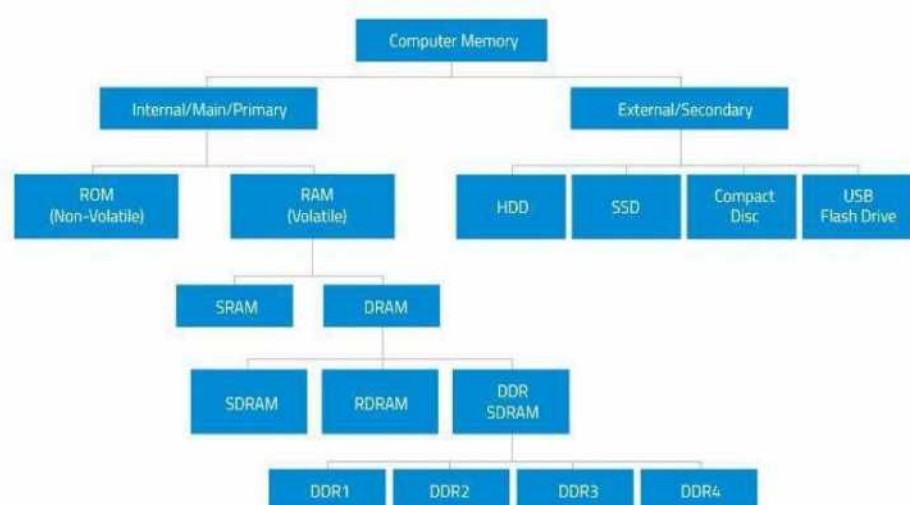 Computer Memory
Internal/Main/Primary
External/Secondary
ROM
(Non-Volatile)
RAM
(Volatile)
HDD
SSD
Compact
Disc
USB
Flash Drive
SRAM
DRAM
SDRAM
RDRAM
DDR
SDRAM
DDR1
DDR2
DDR3
DDR4